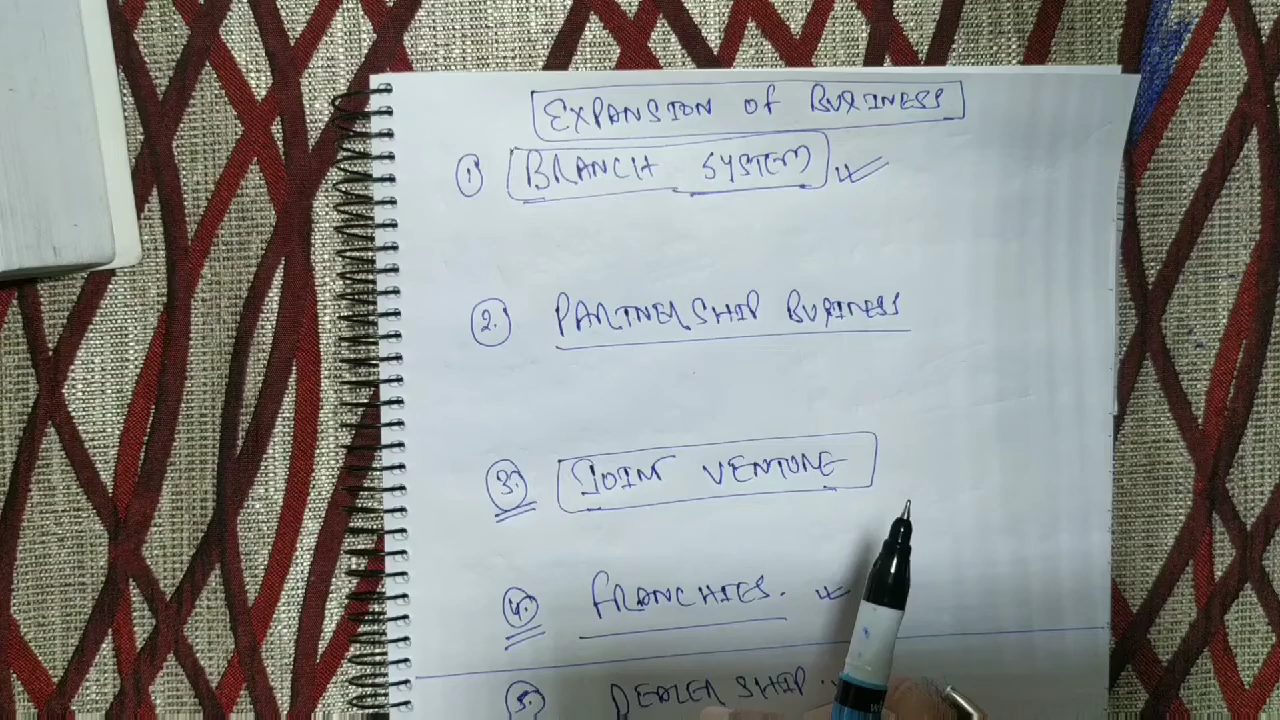 EXPANSION of BUSINESS
1) BRANCH SYSTEM
2. PARTNERSHIP BUSINESS
3. JOINT VENTURE
4. FRANCHIES.
5. DEALERSHIP.